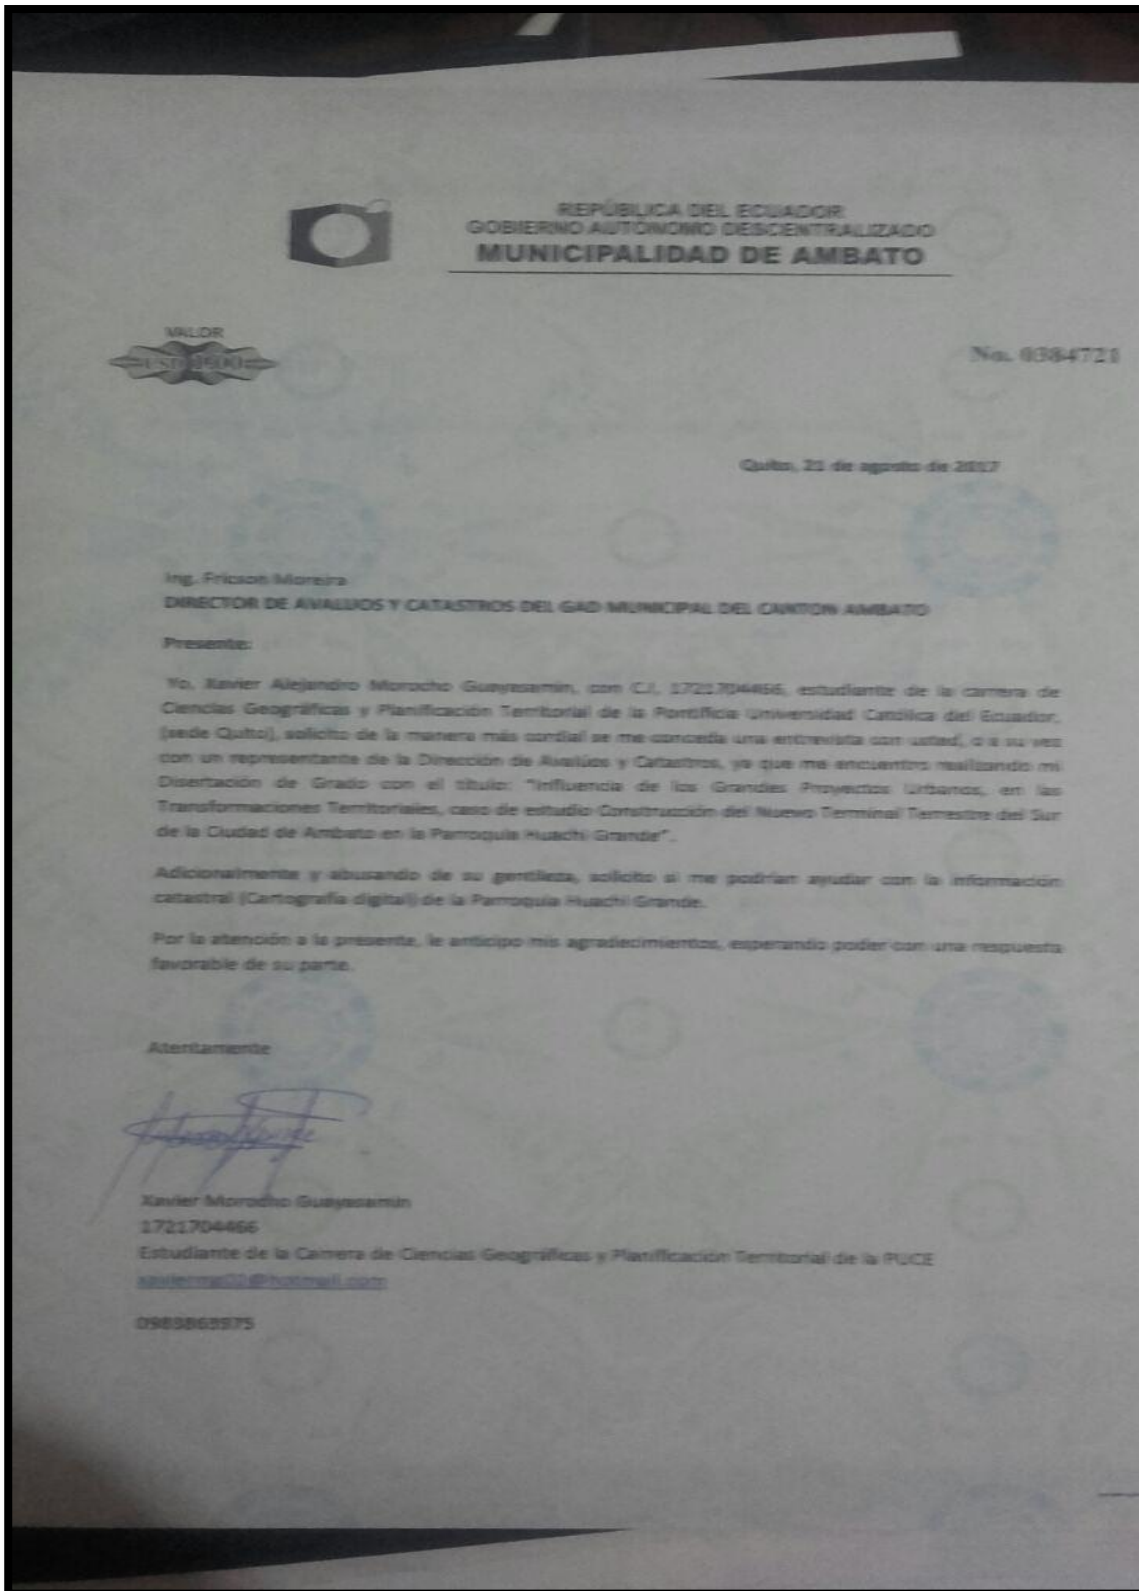 REPÚBLICA DEL ECUADOR
GOBIERNO AUTÓNOMO DESCENTRALIZADO
MUNICIPALIDAD DE AMBATO
VALOR
USD
No. 0384721
Quito, 21 de agosto de 2017
Ing. Fricson Moreira
DIRECTOR DE AVALUOS Y CATASTROS DEL GAD MUNICIPAL DEL CANTON AMBATO
Presente:
Yo, Xavier Alejandro Morocho Guayasamin, con C.I. 1721704466, estudiante de la carrera de
Ciencias Geográficas y Planificación Territorial de la Pontificia Universidad Católica del Ecuador,
(sede Quito), solicito de la manera más cordial se me conceda una entrevista con usted, o a su vez
con un representante de la Dirección de Avalúos y Catastros, ya que me encuentro realizando mi
Disertación de Grado con el título: "Influencia de los Grandes Proyectos Urbanos, en las
Transformaciones Territoriales, caso de estudio Construcción del Nuevo Terminal Terrestre del Sur
de la Ciudad de Ambato en la Parroquia Huachi Grande".
Adicionalmente y abusando de su gentileza, solicito si me podrían ayudar con la información
catastral (Cartografía digital) de la Parroquia Huachi Grande.
Por la atención a la presente, le anticipo mis agradecimientos, esperando poder con una respuesta
favorable de su parte.
Atentamente
Xavier Morocho Guayasamin
1721704466
Estudiante de la Carrera de Ciencias Geográficas y Planificación Territorial de la PUCE